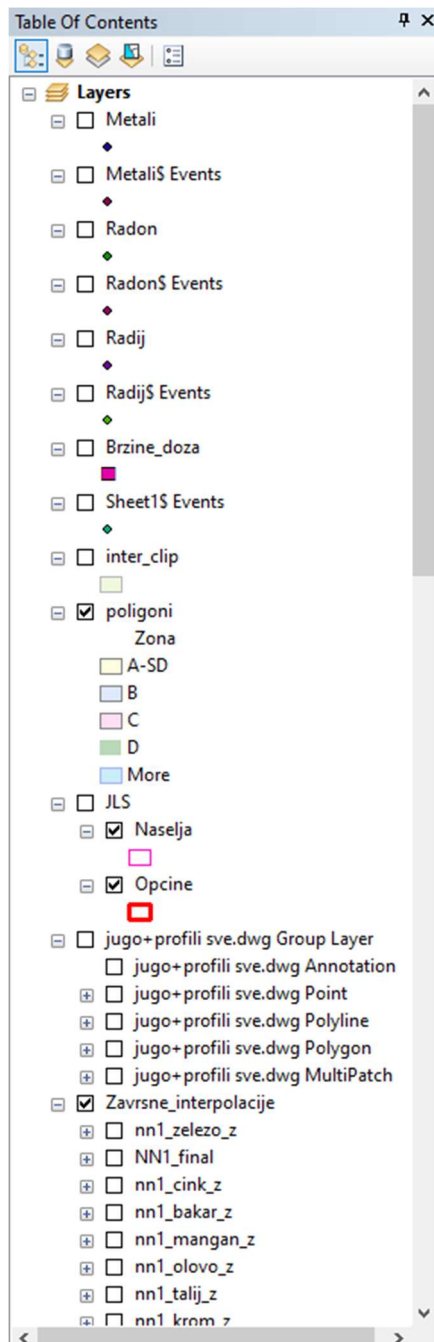 Table Of Contents
Layers
Metali
Metali$ Events
Radon
Radon$ Events
Radij
Radij$ Events
Brzine_doza
Sheet1$ Events
inter_clip
poligoni
Zona
A-SD
B
C
D
More
JLS
Naselja
Opcine
jugo+profili sve.dwg Group Layer
jugo+profili sve.dwg Annotation
jugo+profili sve.dwg Point
jugo+profili sve.dwg Polyline
jugo+profili sve.dwg Polygon
jugo+profili sve.dwg MultiPatch
Zavrsne_interpolacije
nn1_zelezo_z
NN1_final
nn1_cink_z
nn1_bakar_z
nn1_mangan_z
nn1_olovo_z
nn1_talij_z
nn1_krom_z